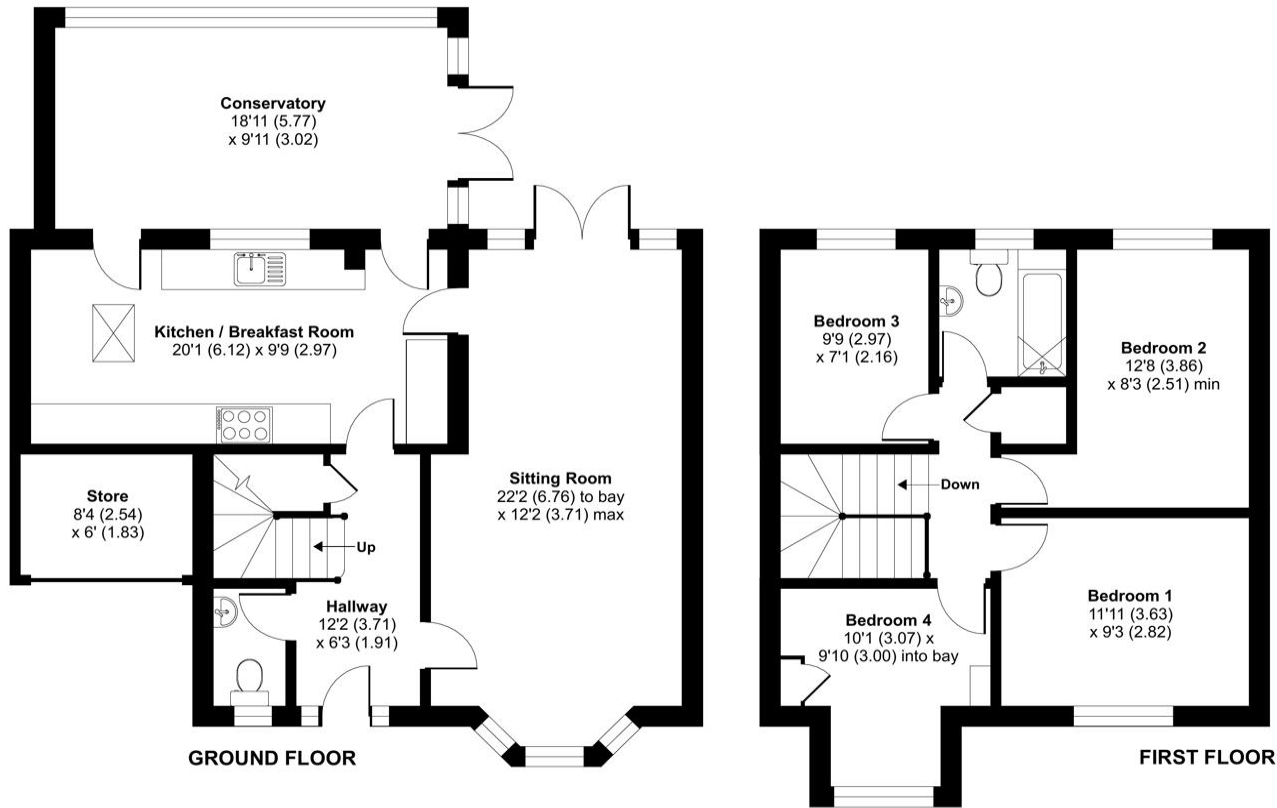 Conservatory
18'11 (5.77)
x 9'11 (3.02)
Kitchen / Breakfast Room
20'1 (6.12) x 9'9 (2.97)
Store
8'4 (2.54)
x 6' (1.83)
Up
Hallway
12'2 (3.71)
x 6'3 (1.91)
Sitting Room
22'2 (6.76) to bay
x 12'2 (3.71) max
GROUND FLOOR
Bedroom 3
9'9 (2.97)
x 7'1 (2.16)
Bedroom 2
12'8 (3.86)
x 8'3 (2.51) min
Down
Bedroom 1
11'11 (3.63)
x 9'3 (2.82)
Bedroom 4
10'1 (3.07) x
9'10 (3.00) into bay
FIRST FLOOR